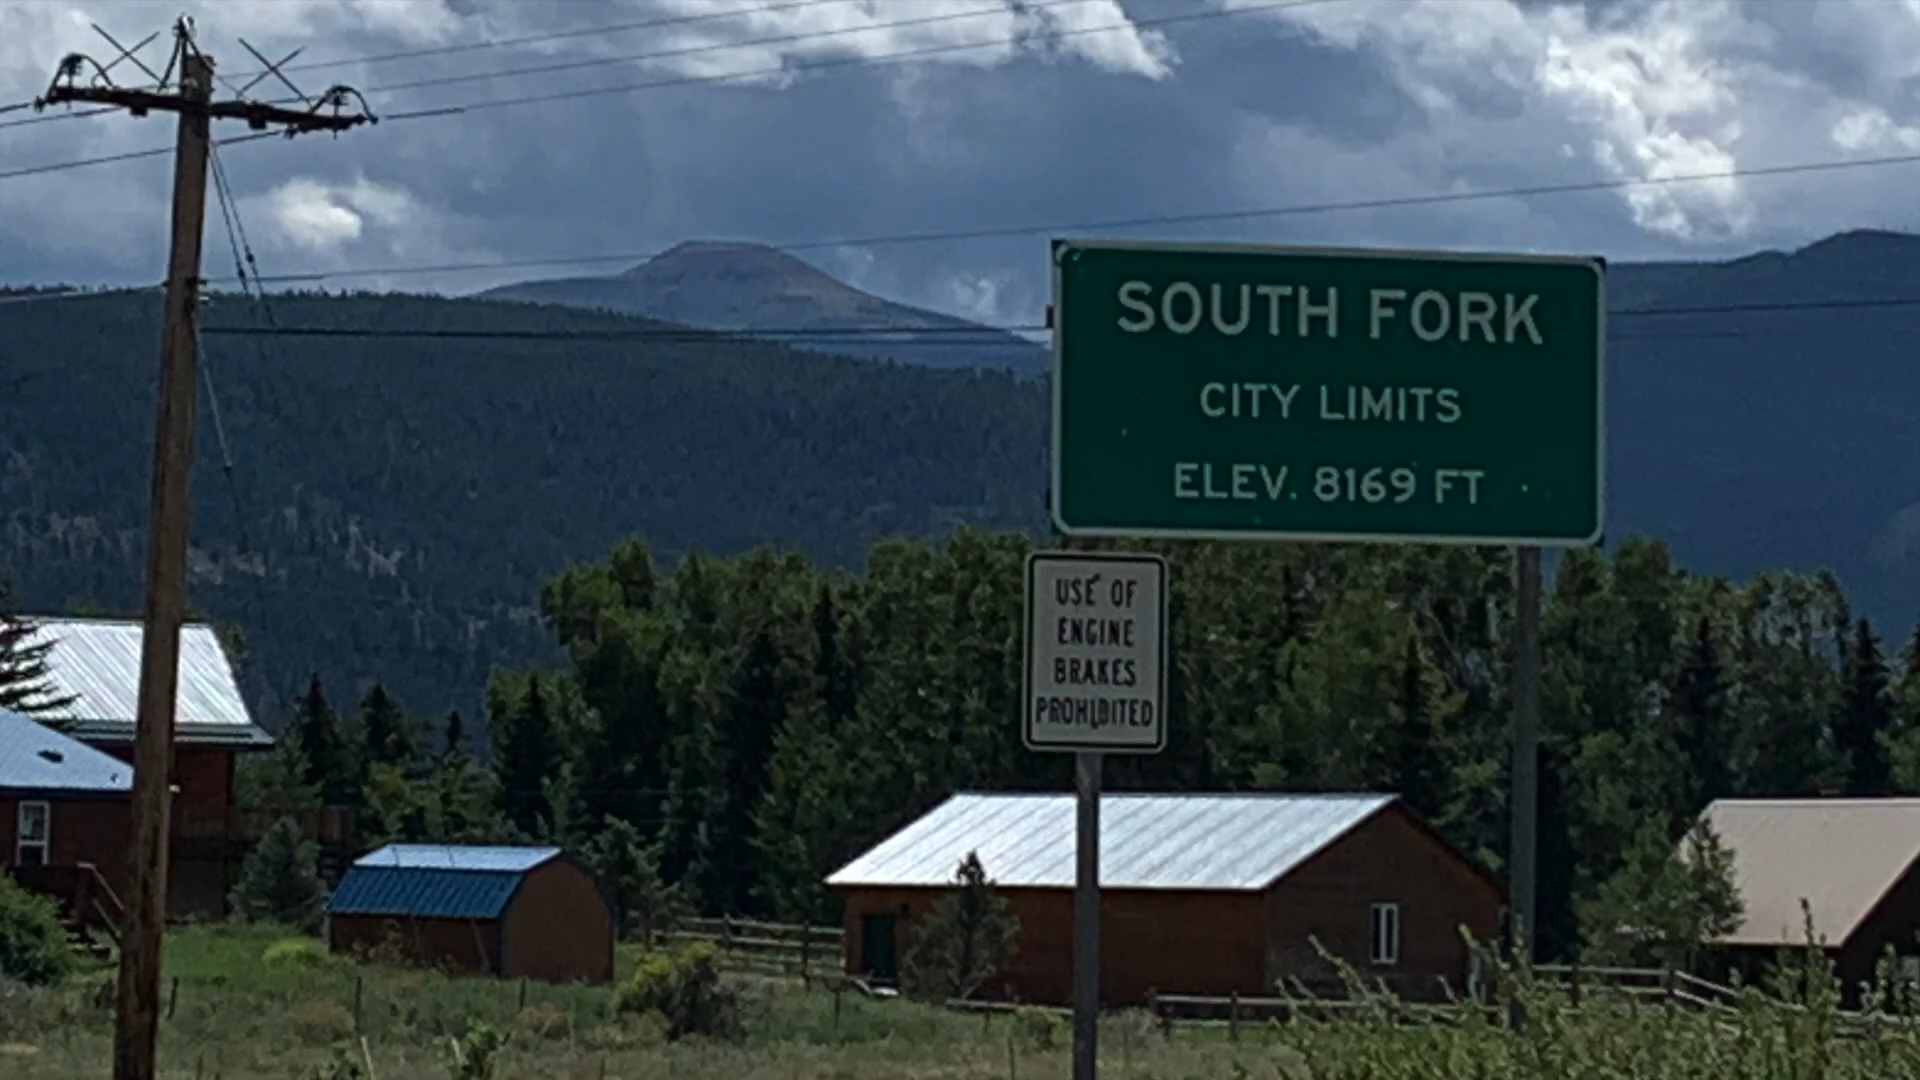 SOUTH FORK
CITY LIMITS
ELEV. 8169 FT
USE OF
ENGINE
BRAKES
PROHIBITED